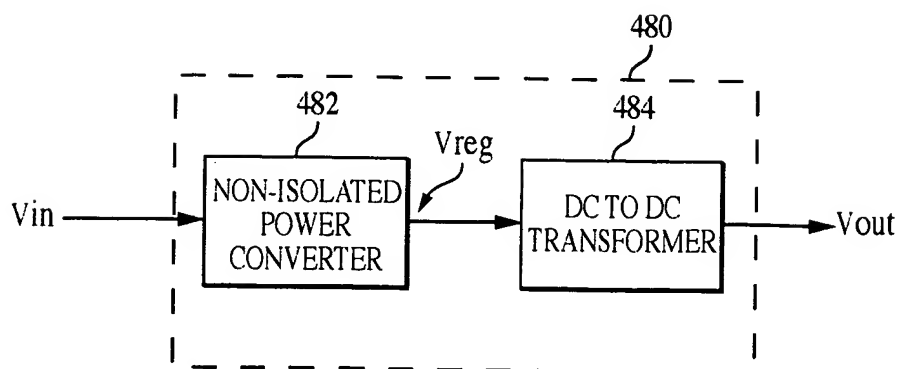 480
482
484
Vreg
Vin
NON-ISOLATED
POWER
CONVERTER
DC TO DC
TRANSFORMER
Vout